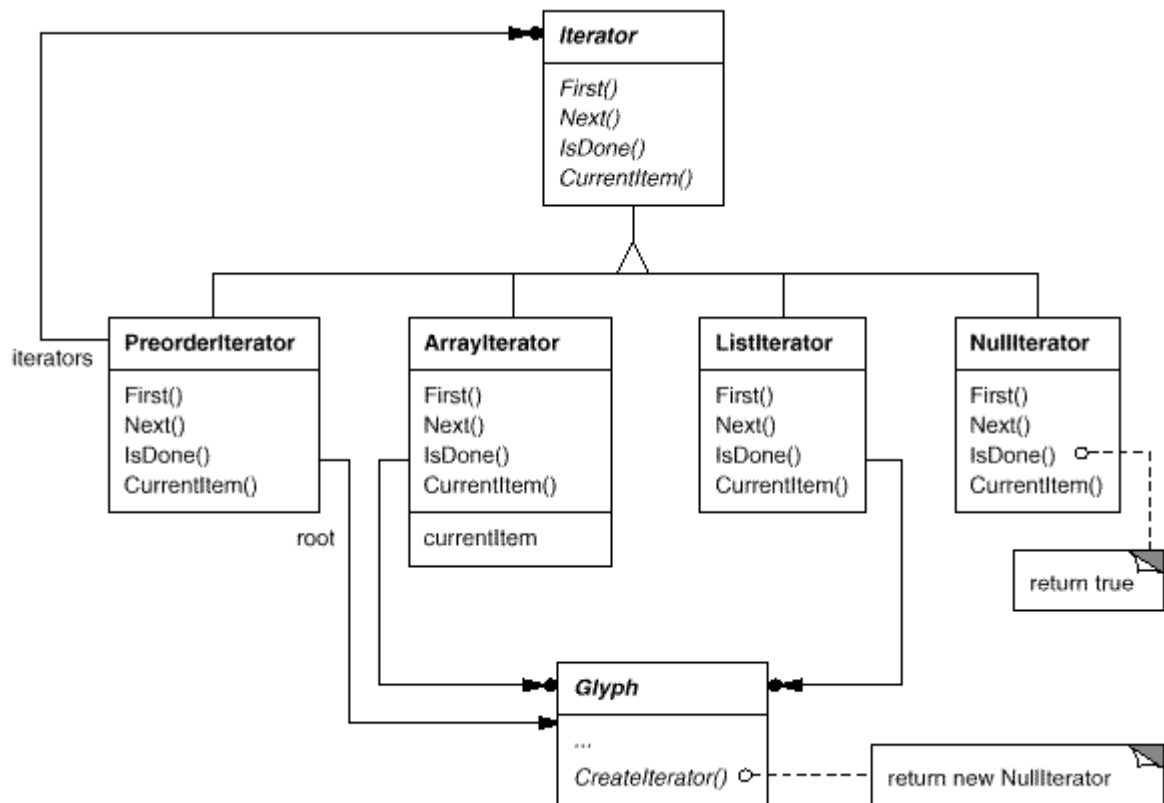 Iterator
First()
Next()
IsDone()
CurrentItem()
iterators
PreorderIterator
First()
Next()
IsDone()
CurrentItem()
root
ArrayIterator
First()
Next()
IsDone()
CurrentItem()
currentItem
ListIterator
First()
Next()
IsDone()
CurrentItem()
NullIterator
First()
Next()
IsDone()
CurrentItem()
return true
Glyph
...
CreateIterator()
return new NullIterator